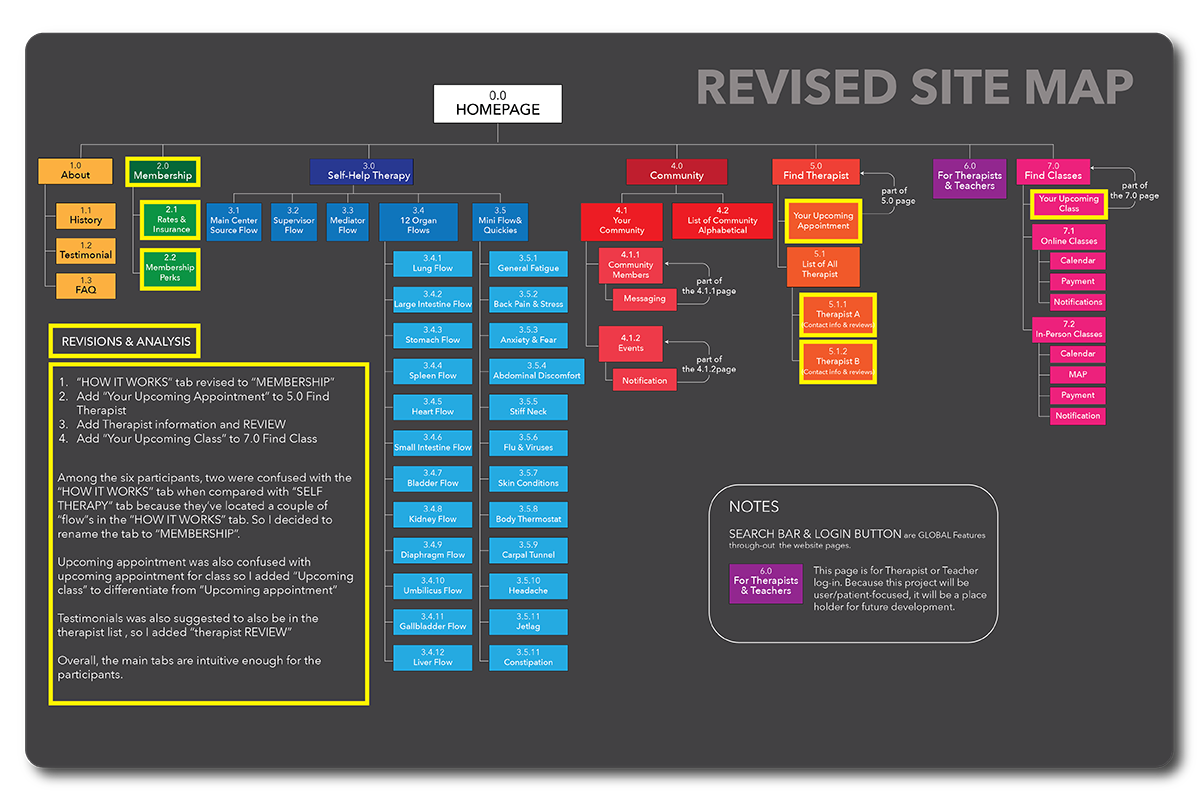 REVISED SITE MAP
0.0
HOMEPAGE
1.0
About
1.1
History
1.2
Testimonial
1.3
FAQ
2.0
Membership
2.1
Rates &
Insurance
2.2
Membership
Perks
3.0
Self-Help Therapy
3.1
Main Center
Source Flow
3.2
Supervisor
Flow
3.3
Mediator
Flow
3.4
12 Organ
Flows
3.4.1
Lung Flow
3.4.2
Large Intestine Flow
3.4.3
Stomach Flow
3.4.4
Spleen Flow
3.4.5
Heart Flow
3.4.6
Small Intestine Flow
3.4.7
Bladder Flow
3.4.8
Kidney Flow
3.4.9
Diaphragm Flow
3.4.10
Umbilicus Flow
3.4.11
Gallbladder Flow
3.4.12
Liver Flow
3.5
Mini Flow&
Quickies
3.5.1
General Fatigue
3.5.2
Back Pain & Stress
3.5.3
Anxiety & Fear
3.5.4
Abdominal Discomfort
3.5.5
Stiff Neck
3.5.6
Flu & Viruses
3.5.7
Skin Conditions
3.5.8
Body Thermostat
3.5.9
Carpal Tunnel
3.5.10
Headache
3.5.11
Jetlag
3.5.11
Constipation
4.0
Community
4.1
Your
Community
4.1.1
Community
Members
Messaging
part of
the 4.1.1page
4.1.2
Events
Notification
part of
the 4.1.2page
4.2
List of Community
Alphabetical
5.0
Find Therapist
part of
5.0 page
Your Upcoming
Appointment
5.1
List of All
Therapist
5.1.1
Therapist A
Contact info & reviews
5.1.2
Therapist B
Contact info & reviews
6.0
For Therapists
& Teachers
7.0
Find Classes
part of
the 7.0 page
Your Upcoming
Class
7.1
Online Classes
Calendar
Payment
Notifications
7.2
In-Person Classes
Calendar
MAP
Payment
Notification
REVISIONS & ANALYSIS
1. "HOW IT WORKS" tab revised to "MEMBERSHIP"
2. Add "Your Upcoming Appointment" to 5.0 Find
Therapist
3. Add Therapist information and REVIEW
4. Add "Your Upcoming Class" to 7.0 Find Class
Among the six participants, two were confused with the
"HOW IT WORKS" tab when compared with "SELF
THERAPY" tab because they've located a couple of
"flow"s in the "HOW IT WORKS" tab. So I decided to
rename the tab to "MEMBERSHIP".
Upcoming appointment was also confused with
upcoming appointment for class so I added "Upcoming
class" to differentiate from "Upcoming appointment"
Testimonials was also suggested to also be in the
therapist list , so I added "therapist REVIEW"
Overall, the main tabs are intuitive enough for the
participants.
NOTES
SEARCH BAR & LOGIN BUTTON are GLOBAL Features
through-out the website pages.
6.0
For Therapists
& Teachers
This page is for Therapist or Teacher
log-in. Because this project will be
user/patient-focused, it will be a place
holder for future development.